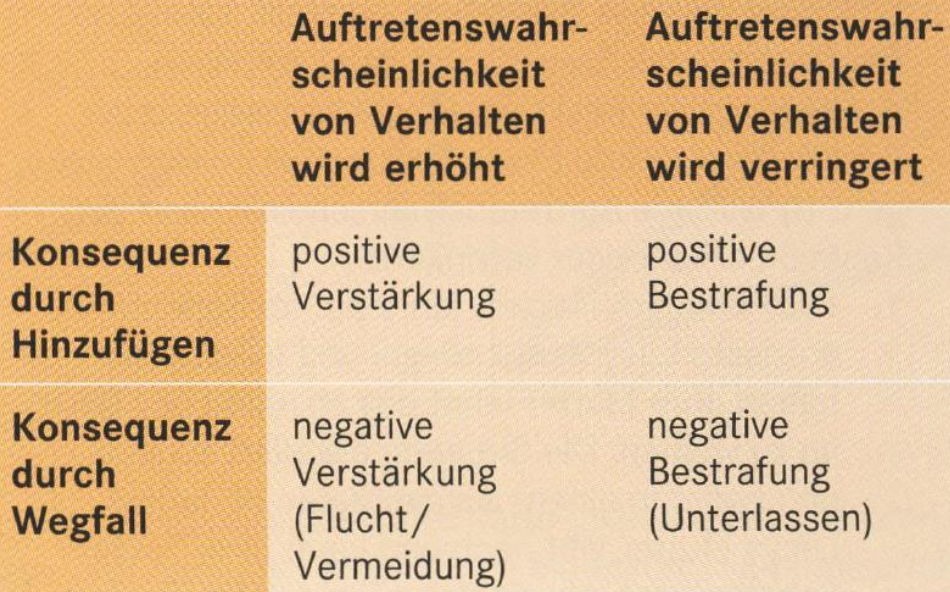 Auftretenswahr-
scheinlichkeit
von Verhalten
wird erhöht
Auftretenswahr-
scheinlichkeit
von Verhalten
wird verringert
Konsequenz
durch
Hinzufügen
positive
Verstärkung
positive
Bestrafung
Konsequenz
durch
Wegfall
negative
Verstärkung
(Flucht/
Vermeidung)
negative
Bestrafung
(Unterlassen)